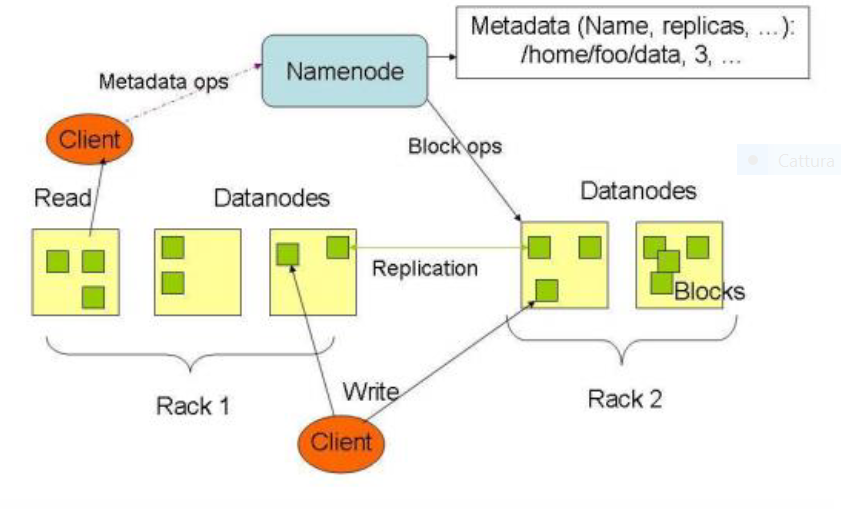 Metadata (Name, replicas, ...):
/home/foo/data, 3, ...
Namenode
Metadata ops
Client
Block ops
Cattura
Read
Datanodes
Datanodes
Replication
Blocks
Rack 1
Write
Rack 2
Client